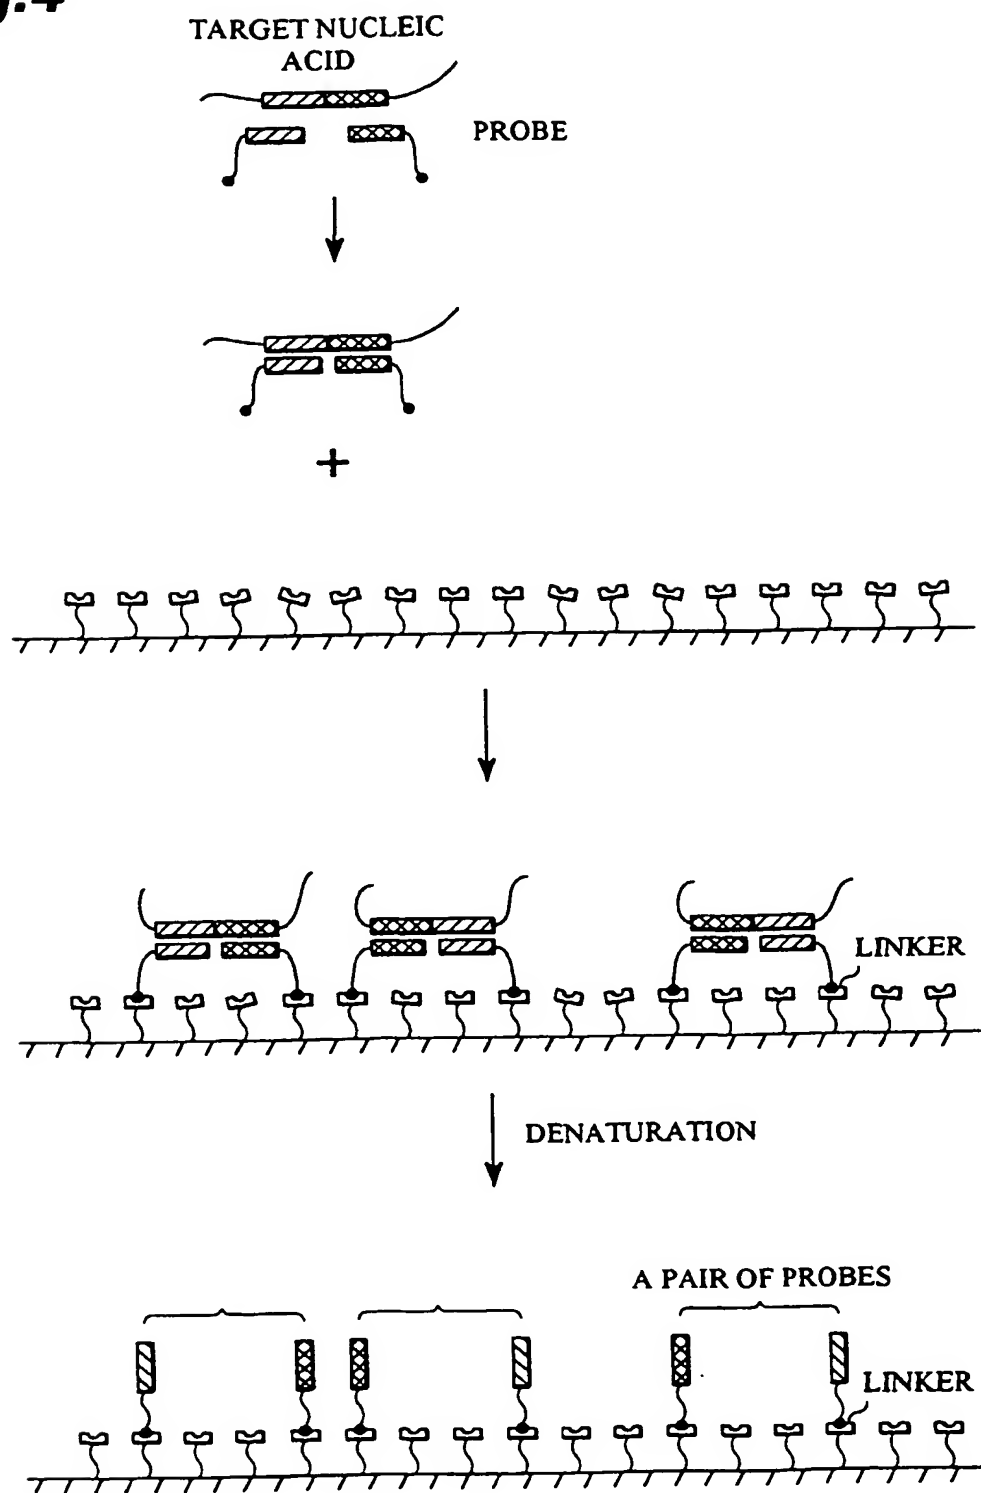 TARGET NUCLEIC
ACID
PROBE
LINKER
DENATURATION
A PAIR OF PROBES
LINKER